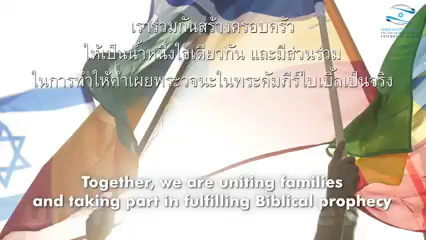 เราร่วมกันสร้างครอบครัว
ให้เป็นน้ำหนึ่งใจเดียวกัน และมีส่วนร่วม
ในการทำให้คำเผยพระวจนะในพระคัมภีร์ไบเบิ้ลเป็นจริง
Together, we are uniting families
and taking part in fulfilling Biblical prophecy